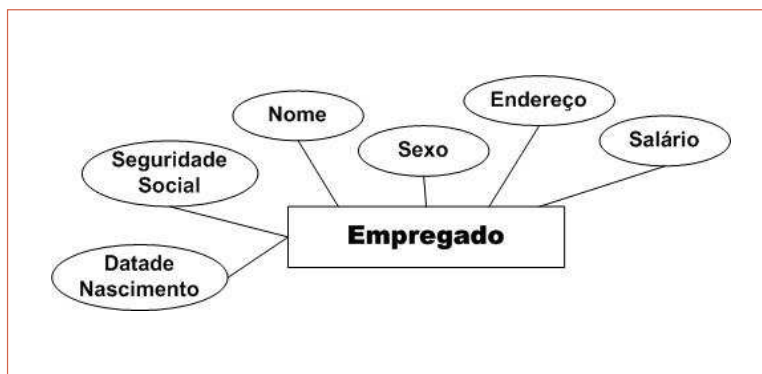 Endereço
Nome
Salário
Sexo
Seguridade
Social
Empregado
Datade
Nascimento